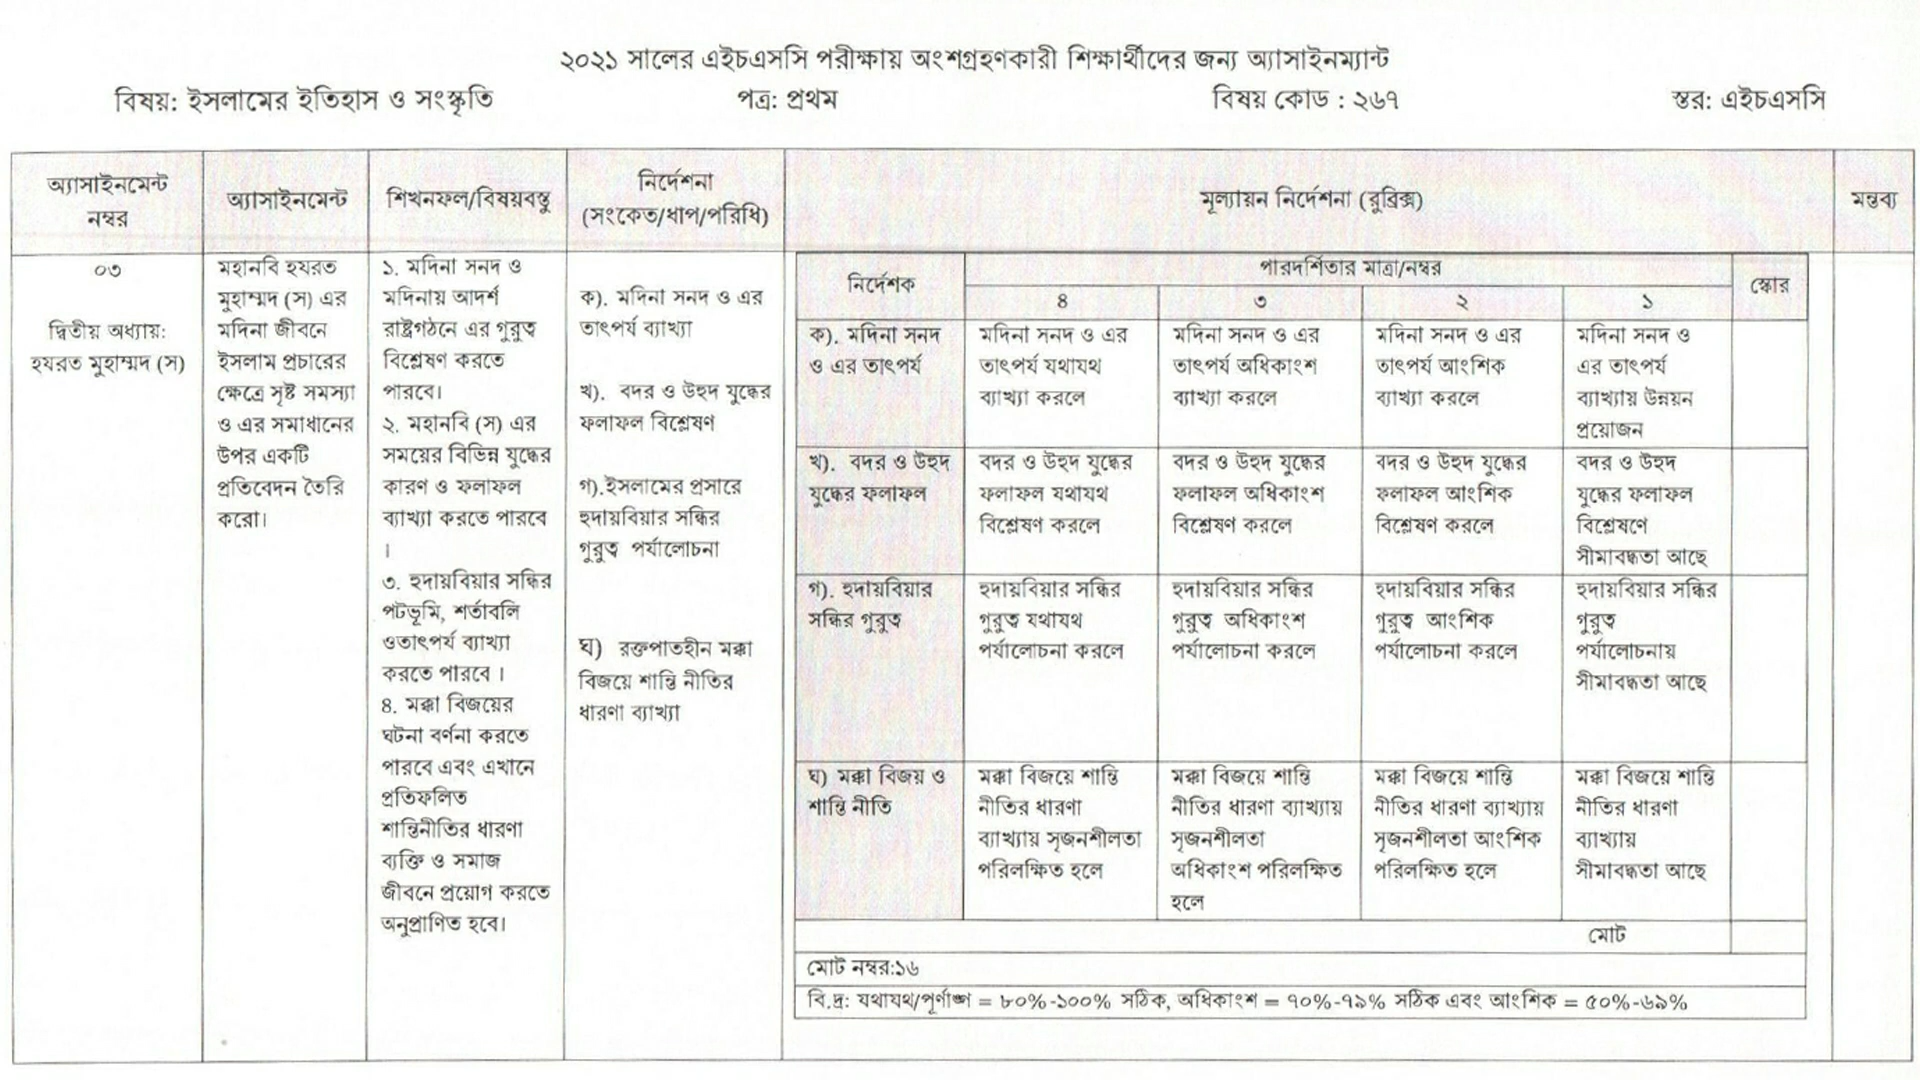 ২০২১ সালের এইচএসসি পরীক্ষায় অংশগ্রহণকারী শিক্ষার্থীদের জন্য অ্যাসাইনম্যান্ট
বিষয়: ইসলামের ইতিহাস ও সংস্কৃতি পত্র: প্রথম বিষয় কোড : ২৬৭ স্তর: এইচএসসি
অ্যাসাইনমেন্ট
নম্বর
অ্যাসাইনমেন্ট
শিখনফল/বিষয়বস্তু
নির্দেশনা
(সংকেত/ধাপ/পরিধি)
মূল্যায়ন নির্দেশনা (রুব্রিক্স)
মন্তব্য
০৩
দ্বিতীয় অধ্যায়:
হযরত মুহাম্মদ (স)
মহানবি হযরত
মুহাম্মদ (স) এর
মদিনা জীবনে
ইসলাম প্রচারের
ক্ষেত্রে সৃষ্ট সমস্যা
ও এর সমাধানের
উপর একটি
প্রতিবেদন তৈরি
করো।
১. মদিনা সনদ ও
মদিনায় আদর্শ
রাষ্ট্রগঠনে এর গুরুত্ব
বিশ্লেষণ করতে
পারবে।
২. মহানবি (স) এর
সময়ের বিভিন্ন যুদ্ধের
কারণ ও ফলাফল
ব্যাখ্যা করতে পারবে
।
৩. হুদায়বিয়ার সন্ধির
পটভূমি, শর্তাবলি
ওতাৎপর্য ব্যাখ্যা
করতে পারবে ।
৪. মক্কা বিজয়ের
ঘটনা বর্ণনা করতে
পারবে এবং এখানে
প্রতিফলিত
শান্তিনীতির ধারণা
ব্যক্তি ও সমাজ
জীবনে প্রয়োগ করতে
অনুপ্রাণিত হবে।
ক). মদিনা সনদ ও এর
তাৎপর্য ব্যাখ্যা
খ). বদর ও উহুদ যুদ্ধের
ফলাফল বিশ্লেষণ
গ).ইসলামের প্রসারে
হুদায়বিয়ার সন্ধির
গুরুত্ব পর্যালোচনা
ঘ) রক্তপাতহীন মক্কা
বিজয়ে শান্তি নীতির
ধারণা ব্যাখ্যা
নির্দেশক
পারদর্শিতার মাত্রা/নম্বর
স্কোর
৪ ৩ ২ ১
ক). মদিনা সনদ
ও এর তাৎপর্য
মদিনা সনদ ও এর
তাৎপর্য যথাযথ
ব্যাখ্যা করলে
মদিনা সনদ ও এর
তাৎপর্য অধিকাংশ
ব্যাখ্যা করলে
মদিনা সনদ ও এর
তাৎপর্য আংশিক
ব্যাখ্যা করলে
মদিনা সনদ ও
এর তাৎপর্য
ব্যাখ্যায় উন্নয়ন
প্রয়োজন
খ). বদর ও উহুদ
যুদ্ধের ফলাফল
বদর ও উহুদ যুদ্ধের
ফলাফল যথাযথ
বিশ্লেষণ করলে
বদর ও উহুদ যুদ্ধের
ফলাফল অধিকাংশ
বিশ্লেষণ করলে
বদর ও উহুদ যুদ্ধের
ফলাফল আংশিক
বিশ্লেষণ করলে
বদর ও উহুদ
যুদ্ধের ফলাফল
বিশ্লেষণে
সীমাবদ্ধতা আছে
গ). হুদায়বিয়ার
সন্ধির গুরুত্ব
হুদায়বিয়ার সন্ধির
গুরুত্ব যথাযথ
পর্যালোচনা করলে
হুদায়বিয়ার সন্ধির
গুরুত্ব অধিকাংশ
পর্যালোচনা করলে
হুদায়বিয়ার সন্ধির
গুরুত্ব আংশিক
পর্যালোচনা করলে
হুদায়বিয়ার সন্ধির
গুরুত্ব
পর্যালোচনায়
সীমাবদ্ধতা আছে
ঘ) মক্কা বিজয় ও
শান্তি নীতি
মক্কা বিজয়ে শান্তি
নীতির ধারণা
ব্যাখ্যায় সৃজনশীলতা
পরিলক্ষিত হলে
মক্কা বিজয়ে শান্তি
নীতির ধারণা ব্যাখ্যায়
সৃজনশীলতা
অধিকাংশ পরিলক্ষিত
হলে
মক্কা বিজয়ে শান্তি
নীতির ধারণা ব্যাখ্যায়
সৃজনশীলতা আংশিক
পরিলক্ষিত হলে
মক্কা বিজয়ে শান্তি
নীতির ধারণা
ব্যাখ্যায়
সীমাবদ্ধতা আছে
মোট
মোট নম্বর:১৬
বি.দ্র: যথাযথ/পূর্ণাঙ্গ = ৮০%-১০০% সঠিক, অধিকাংশ = ৭০%-৭৯% সঠিক এবং আংশিক = ৫০%-৬৯%